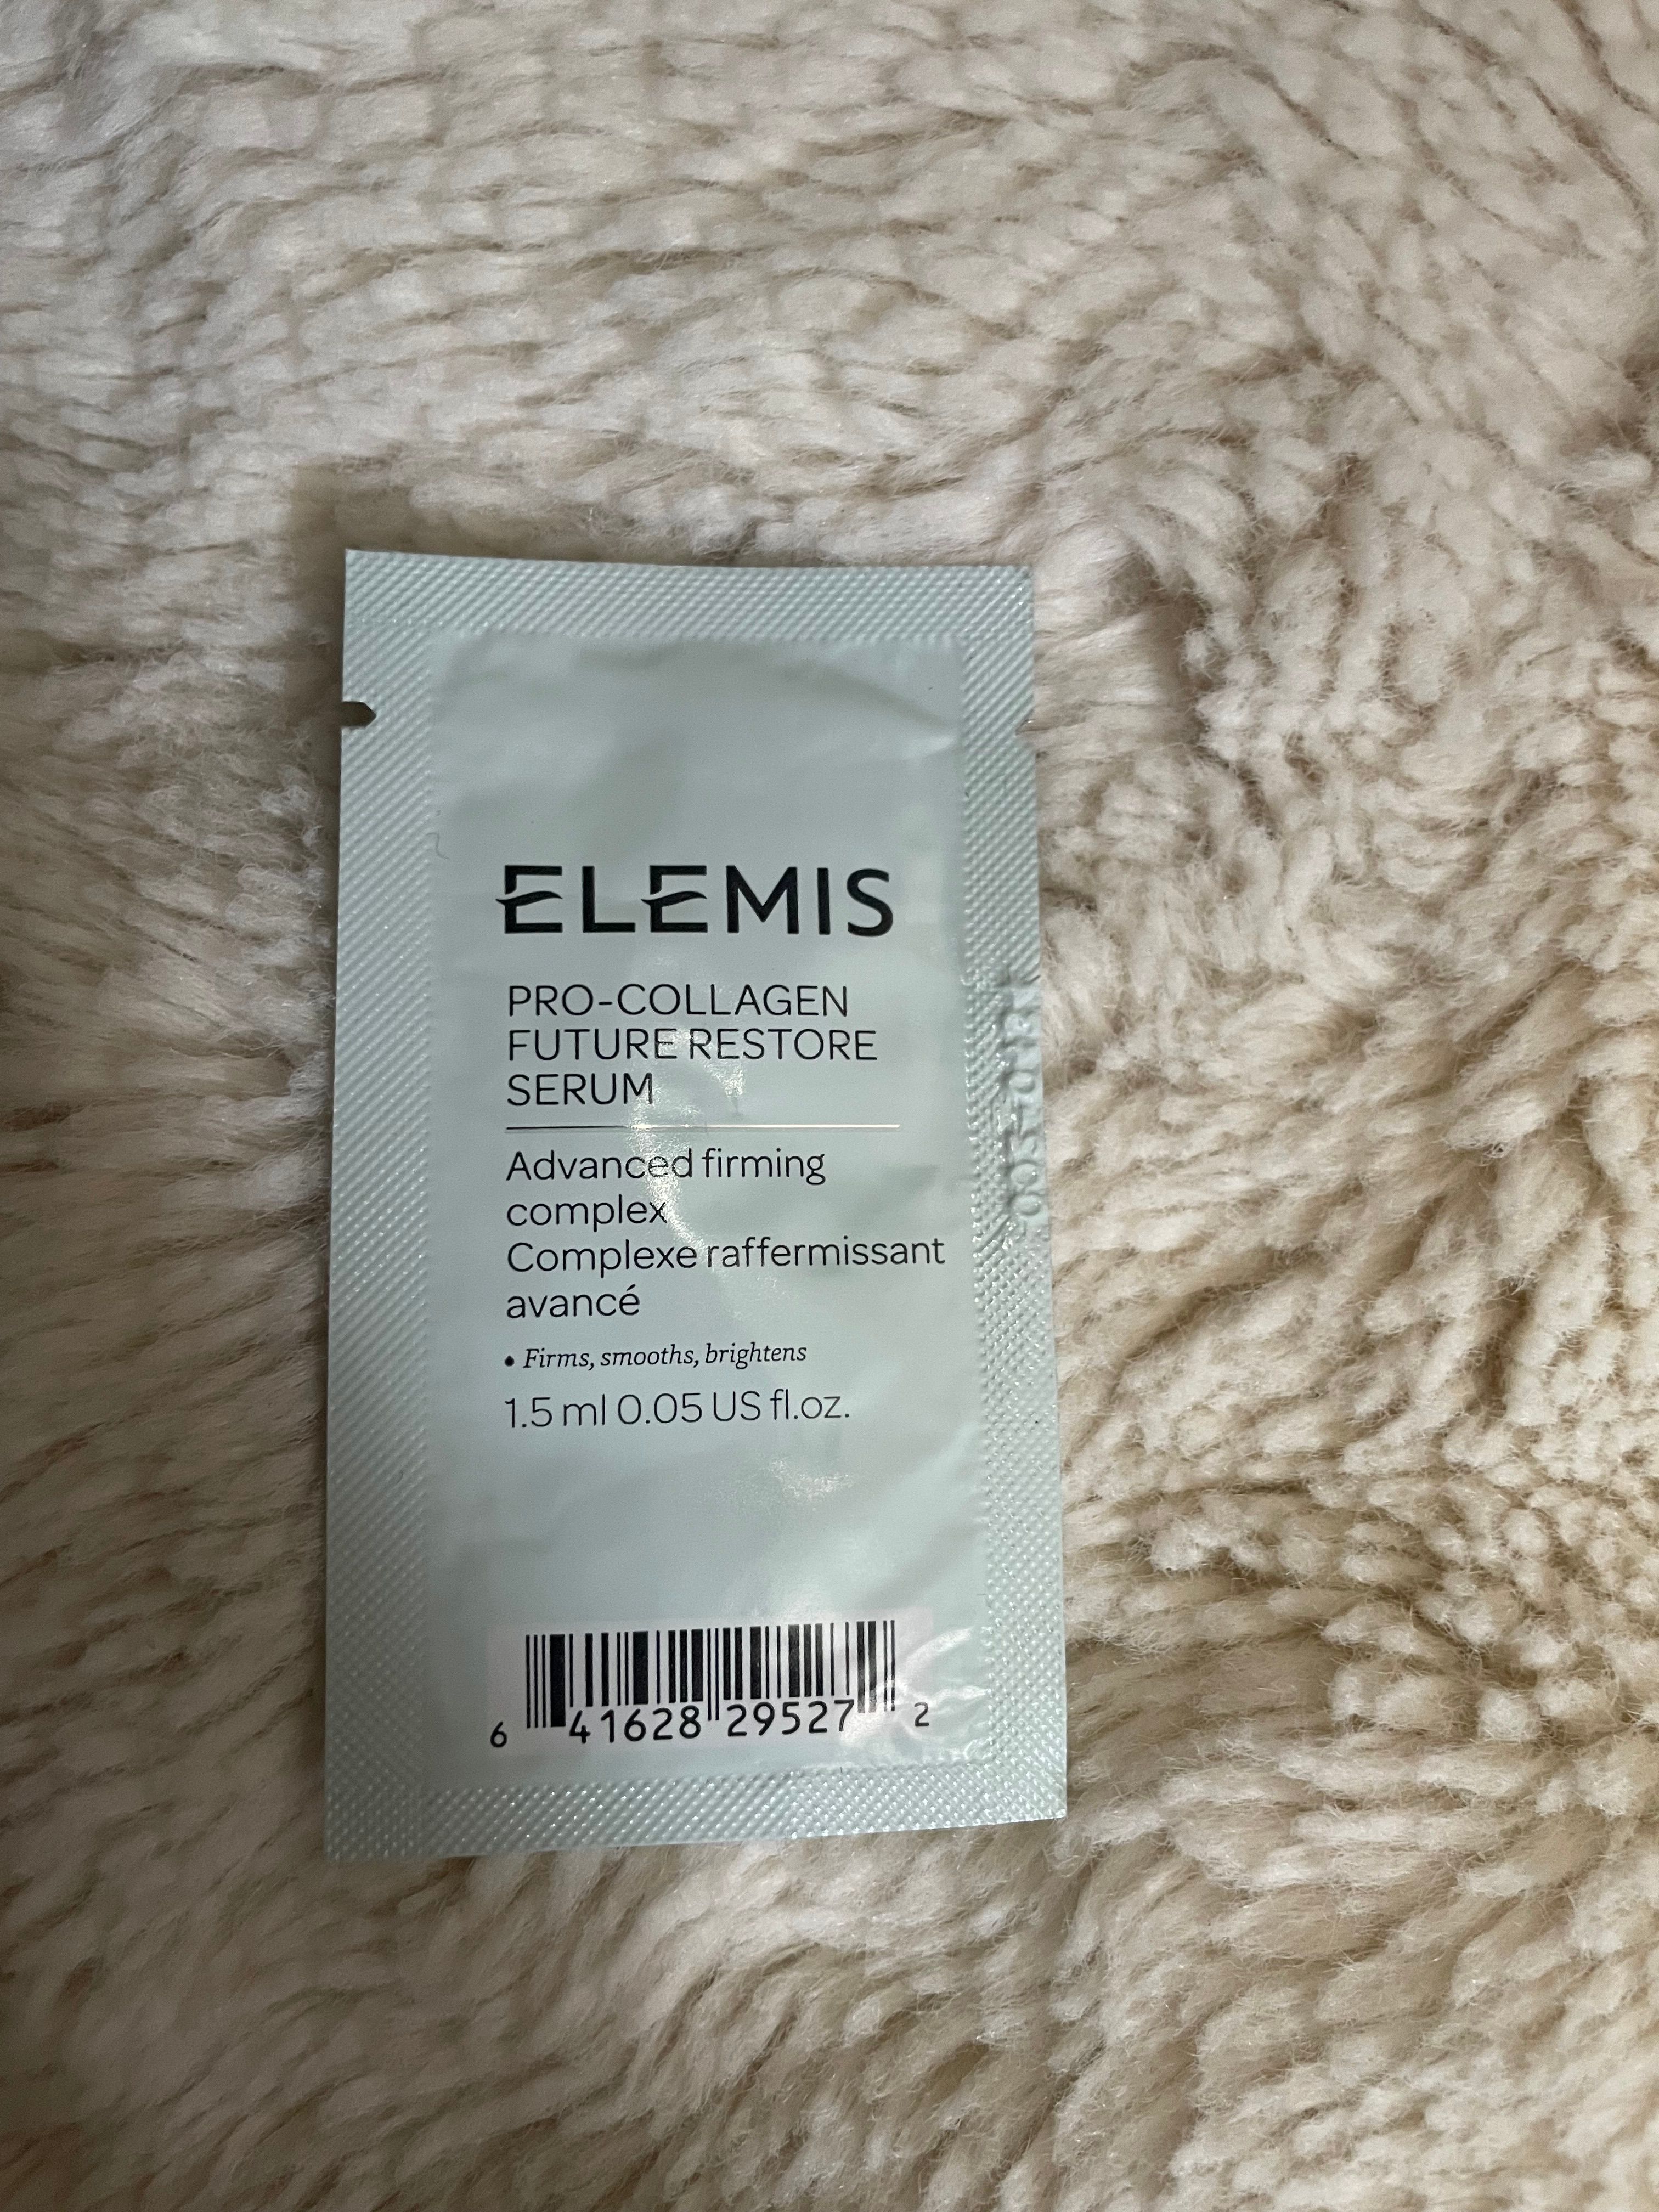 ELEMIS
PRO-COLLAGEN
FUTURE RESTORE
SERUM
Advanced firming
complex
Complexe raffermissant
avancé
• Firms, smooths, brightens
1.5 ml 0.05 US fl.oz.
6 41628 29527 2